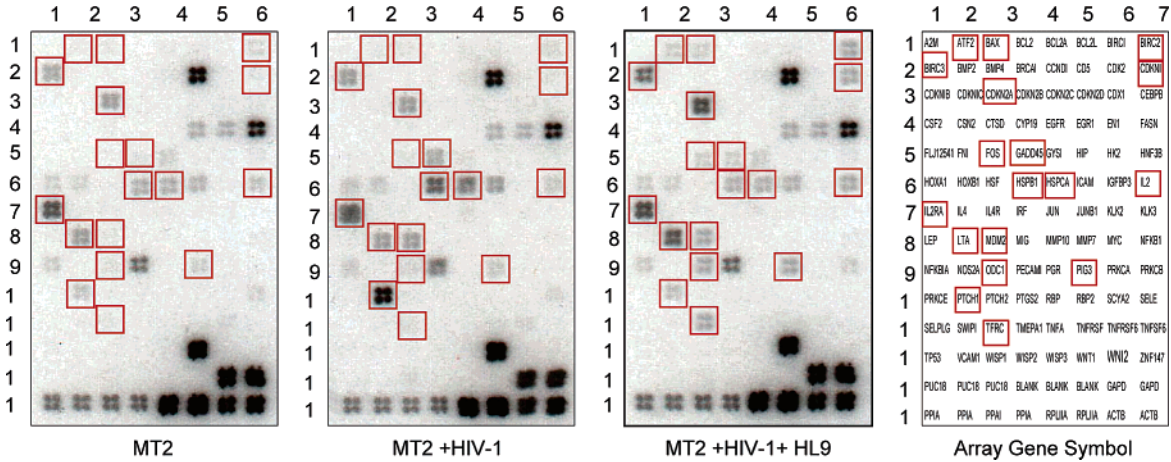 1 2 3 4 5 6
1 2 3 4 5 6
1 2 3 4 5 6
1 2 3 4 5 6 7
1 A2M ATF2 BAX BCL2 BCL2A BCL2L BIRC1 BIRC2
2 BIRC3 BMP2 BMP4 BRCA1 CCND1 CD5 CDK2 CDKN1
3 CDKN1B CDKN1C CDKN2A CDKN2B CDKN2C CDKN2D CDX1 CEBPB
4 CSF2 CSN2 CTSD CYP19 EGFR EGR1 EN1 FASN
5 FLJ12541 FN1 FOS GADD45 GYS1 HIP HK2 HNF3B
6 HOXA1 HOXB1 HSF HSPB1 HSPCA ICAM IGFBP3 IL2
7 IL2RA IL4 IL4R IRF JUN JUNB1 KLK2 KLK3
8 LEP LTA MDM2 MIG MMP10 MMP7 MYC NFKB1
9 NFKBIA NOS2A ODC1 PECAM1 PGR PIG3 PRKCA PRKCB
1 PRKCE PTCH1 PTCH2 PTGS2 RBP RBP2 SCYA2 SELE
1 SELPLG SWIP1 TFRC TMEPA1 TNFA TNFRSF TNFRSF6 TNFSF6
1 TP53 VCAM1 WISP1 WISP2 WISP3 WNT1 WNI2 ZNF147
1 PUC18 PUC18 PUC18 BLANK BLANK BLANK GAPD GAPD
1 PPIA PPIA PPAI PPIA RPLIIA RPLIIA ACTB ACTB
1
2
3
4
5
6
7
8
9
1
1
1
1
1
1
2
3
4
5
6
7
8
9
1
1
1
1
1
1
2
3
4
5
6
7
8
9
1
1
1
1
1
MT2
MT2 +HIV-1
MT2 +HIV-1+ HL9
Array Gene Symbol